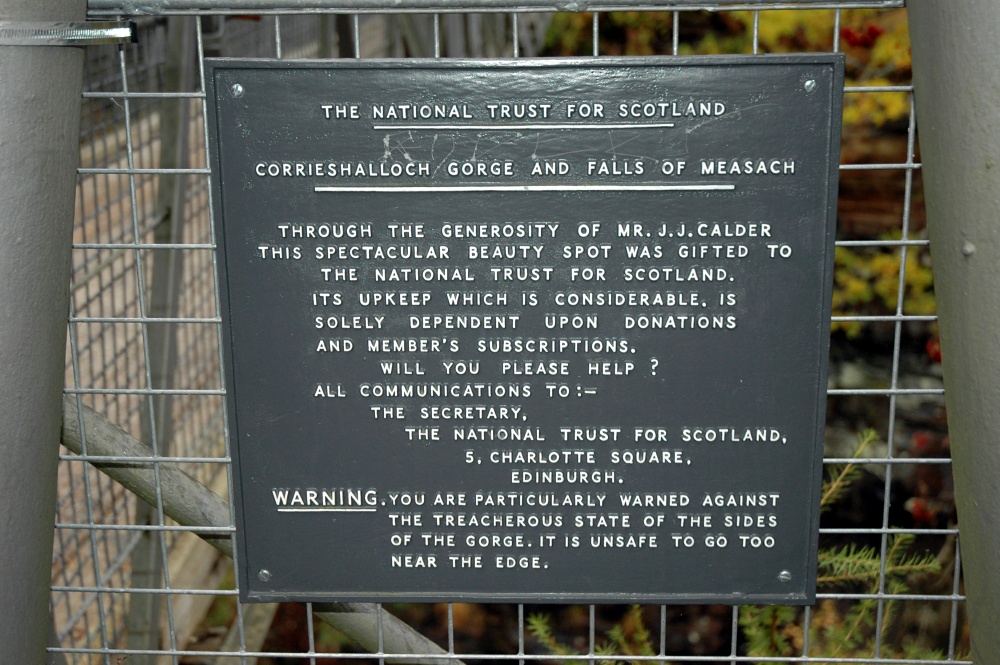 THE NATIONAL TRUST FOR SCOTLAND
CORRIESHALLOCH GORGE AND FALLS OF MEASACH
THROUGH THE GENEROSITY OF MR. J.J. CALDER
THIS SPECTACULAR BEAUTY SPOT WAS GIFTED TO
THE NATIONAL TRUST FOR SCOTLAND.
ITS UPKEEP WHICH IS CONSIDERABLE, IS
SOLELY DEPENDENT UPON DONATIONS
AND MEMBER'S SUBSCRIPTIONS.
WILL YOU PLEASE HELP ?
ALL COMMUNICATIONS TO:-
THE SECRETARY,
THE NATIONAL TRUST FOR SCOTLAND,
5, CHARLOTTE SQUARE,
EDINBURGH.
WARNING. YOU ARE PARTICULARLY WARNED AGAINST
THE TREACHEROUS STATE OF THE SIDES
OF THE GORGE. IT IS UNSAFE TO GO TOO
NEAR THE EDGE.